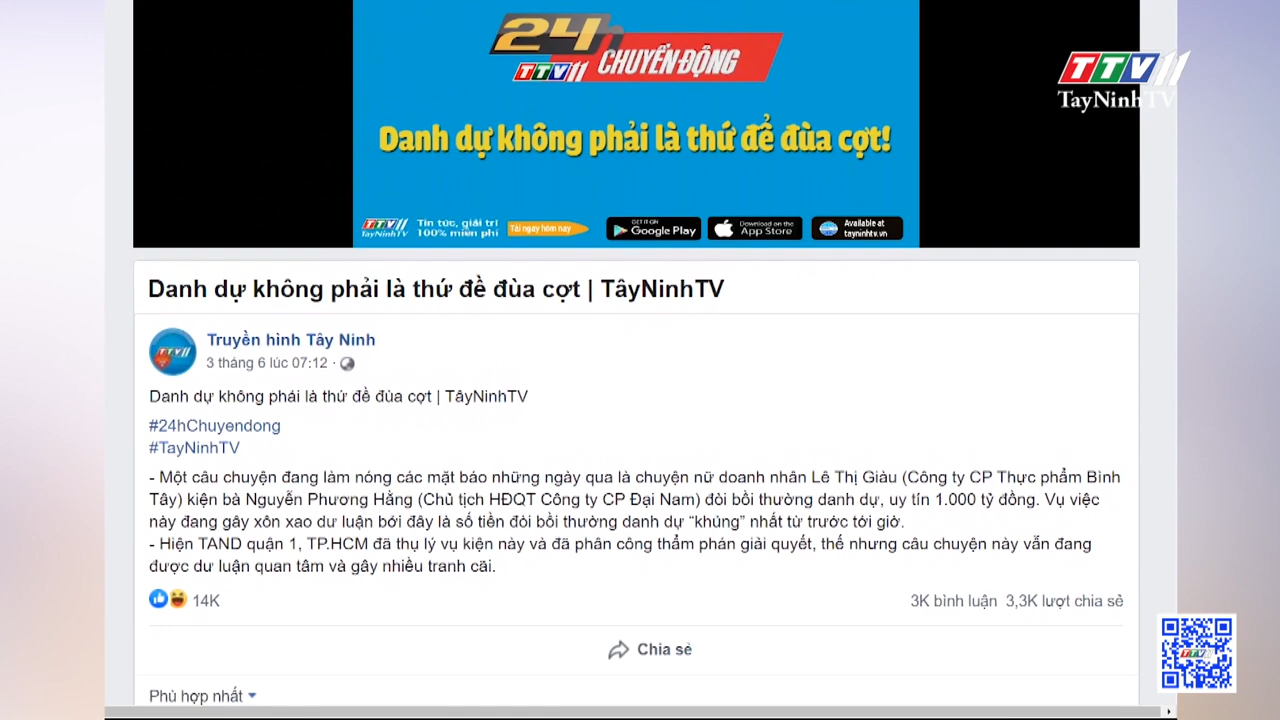 24
TTV11 CHUYỂN ĐỘNG
TTV11
TayNinhTV
Danh dự không phải là thứ để đùa cợt!
TTV11
TayNinhTV
Tin tức, giải trí
100% miễn phí
Tải ngay hôm nay
GET IT ON
Google Play
Download on the
App Store
Available at
tayninhtv.vn
Danh dự không phải là thứ để đùa cợt | TâyNinhTV
TTV11
Truyền hình Tây Ninh
3 tháng 6 lúc 07:12 ·
Danh dự không phải là thứ để đùa cợt | TâyNinhTV
#24hChuyendong
#TayNinhTV
- Một câu chuyện đang làm nóng các mặt báo những ngày qua là chuyện nữ doanh nhân Lê Thị Giàu (Công ty CP Thực phẩm Bình
Tây) kiện bà Nguyễn Phương Hằng (Chủ tịch HĐQT Công ty CP Đại Nam) đòi bồi thường danh dự, uy tín 1.000 tỷ đồng. Vụ việc
này đang gây xôn xao dư luận bởi đây là số tiền đòi bồi thường danh dự “khủng” nhất từ trước tới giờ.
- Hiện TAND quận 1, TP.HCM đã thụ lý vụ kiện này và đã phân công thẩm phán giải quyết, thế nhưng câu chuyện này vẫn đang
được dư luận quan tâm và gây nhiều tranh cãi.
14K
3K bình luận 3,3K lượt chia sẻ
Chia sẻ
TTV11
Phù hợp nhất